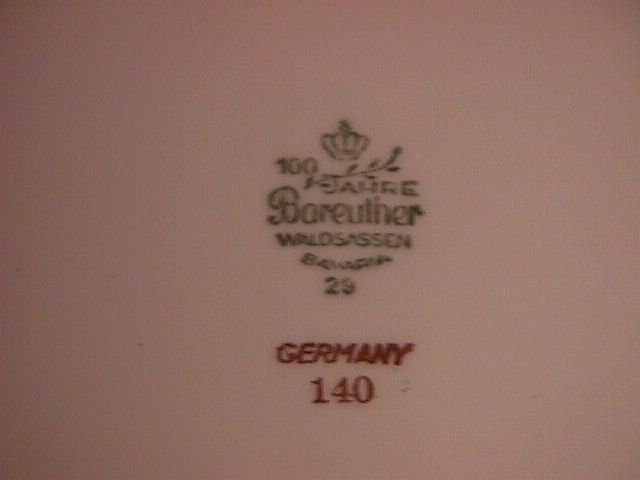 100
JAHRE
Bareuther
WALDSASSEN
BAVARIA
29
GERMANY
140